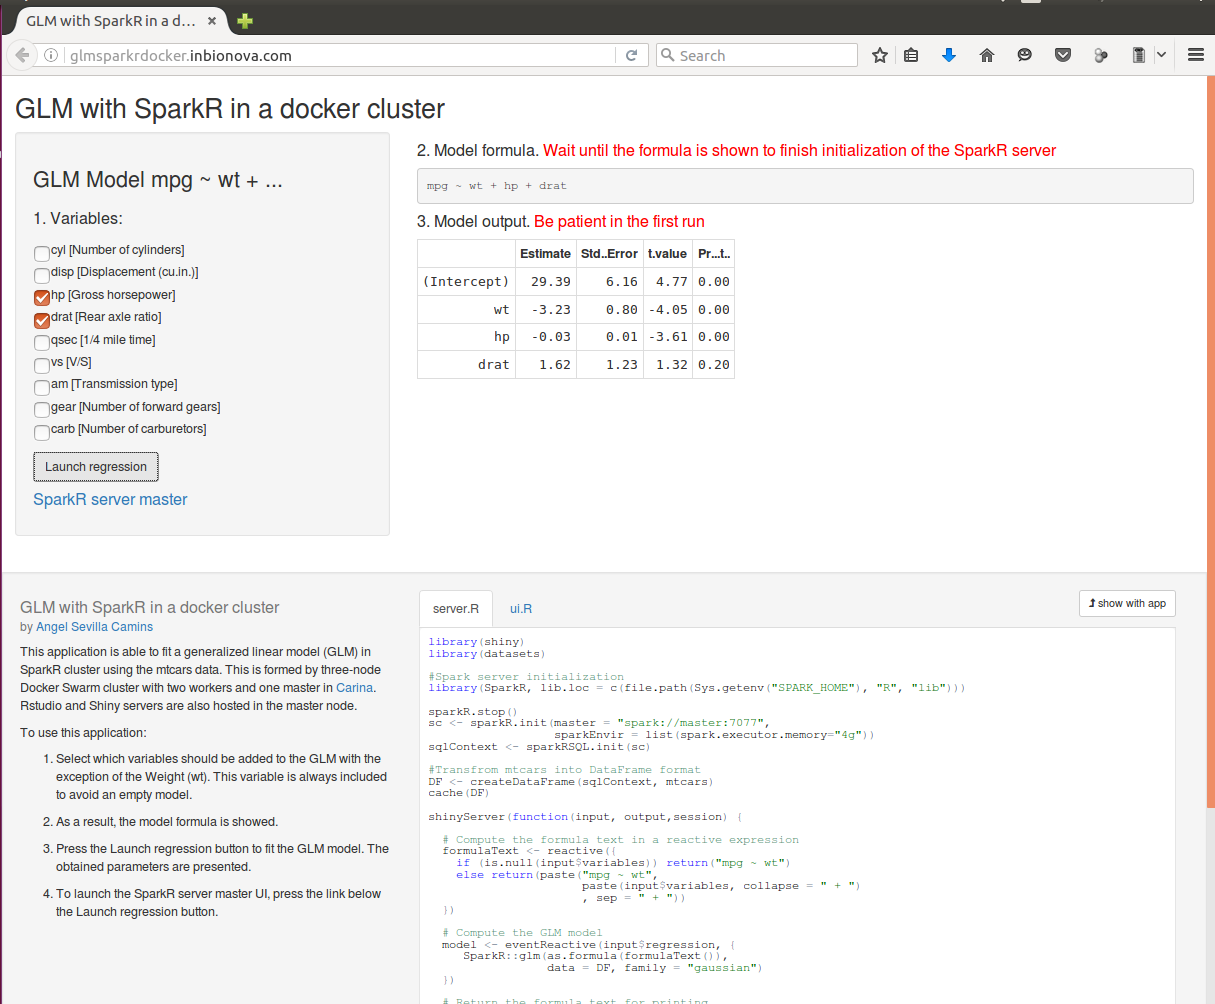 GLM with SparkR in a d...
glmsparkrdocker.inbionova.com
Search
GLM with SparkR in a docker cluster
GLM Model mpg ~ wt + ...
1. Variables:
cyl [Number of cylinders]
disp [Displacement (cu.in.)]
hp [Gross horsepower]
drat [Rear axle ratio]
qsec [1/4 mile time]
vs [V/S]
am [Transmission type]
gear [Number of forward gears]
carb [Number of carburetors]
Launch regression
SparkR server master
2. Model formula. Wait until the formula is shown to finish initialization of the SparkR server
mpg ~ wt + hp + drat
3. Model output. Be patient in the first run
Estimate Std..Error t.value Pr...t..
(Intercept) 29.39 6.16 4.77 0.00
wt -3.23 0.80 -4.05 0.00
hp -0.03 0.01 -3.61 0.00
drat 1.62 1.23 1.32 0.20
GLM with SparkR in a docker cluster
by Angel Sevilla Camins
This application is able to fit a generalized linear model (GLM) in
SparkR cluster using the mtcars data. This is formed by three-node
Docker Swarm cluster with two workers and one master in Carina.
Rstudio and Shiny servers are also hosted in the master node.
To use this application:
1. Select which variables should be added to the GLM with the
exception of the Weight (wt). This variable is always included
to avoid an empty model.
2. As a result, the model formula is showed.
3. Press the Launch regression button to fit the GLM model. The
obtained parameters are presented.
4. To launch the SparkR server master UI, press the link below
the Launch regression button.
server.R ui.R
show with app
library(shiny)
library(datasets)
#Spark server initialization
library(SparkR, lib.loc = c(file.path(Sys.getenv("SPARK_HOME"), "R", "lib")))
sparkR.stop()
sc <- sparkR.init(master = "spark://master:7077",
sparkEnvir = list(spark.executor.memory="4g"))
sqlContext <- sparkRSQL.init(sc)
#Transfrom mtcars into DataFrame format
DF <- createDataFrame(sqlContext, mtcars)
cache(DF)
shinyServer(function(input, output,session) {
# Compute the formula text in a reactive expression
formulaText <- reactive({
if (is.null(input$variables)) return("mpg ~ wt")
else return(paste("mpg ~ wt",
paste(input$variables, collapse = " + ")
, sep = " + "))
})
# Compute the GLM model
model <- eventReactive(input$regression, {
SparkR::glm(as.formula(formulaText()),
data = DF, family = "gaussian")
})
# Return the formula text for printing